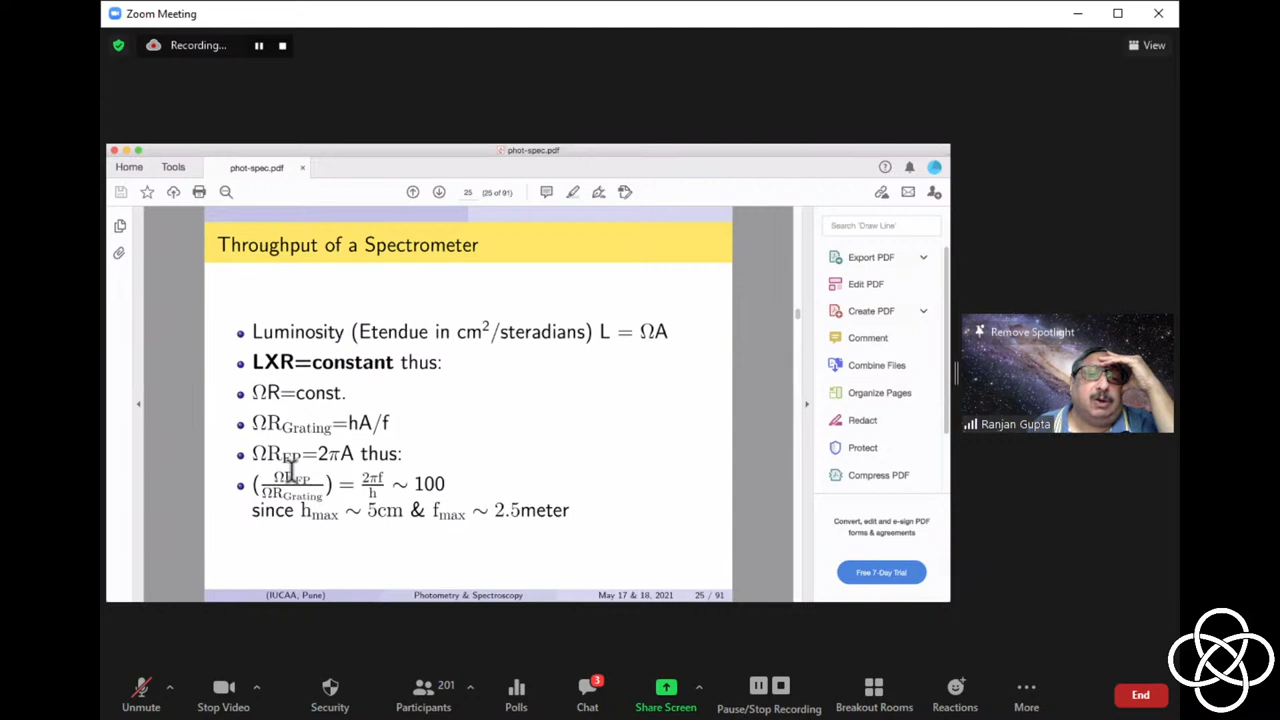 Zoom Meeting
Recording...
View
phot-spec.pdf
Home
Tools
phot-spec.pdf
25
(25 of 91)
Throughput of a Spectrometer
Luminosity (Etendue in cm²/steradians) L = ΩA
LXR=constant thus:
ΩR=const.
ΩR_Grating=hA/f
ΩR_FP=2πA thus:
(ΩR_FP/ΩR_Grating) = 2πf/h ∼ 100
since h_max ∼ 5cm & f_max ∼ 2.5meter
(IUCAA, Pune)
Photometry & Spectroscopy
May 17 & 18, 2021
25 / 91
Search 'Draw Line'
Export PDF
Edit PDF
Create PDF
Comment
Combine Files
Organize Pages
Redact
Protect
Compress PDF
Convert, edit and e-sign PDF
forms & agreements
Free 7-Day Trial
Remove Spotlight
Ranjan Gupta
Unmute
Stop Video
Security
201
Participants
Polls
3
Chat
Share Screen
Pause/Stop Recording
Breakout Rooms
Reactions
More
End